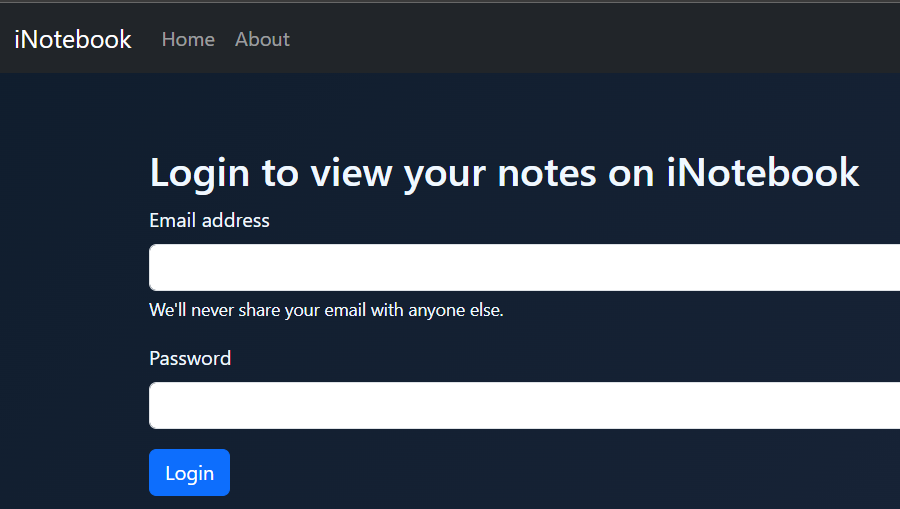 iNotebook Home About
Login to view your notes on iNotebook
Email address
We'll never share your email with anyone else.
Password
Login